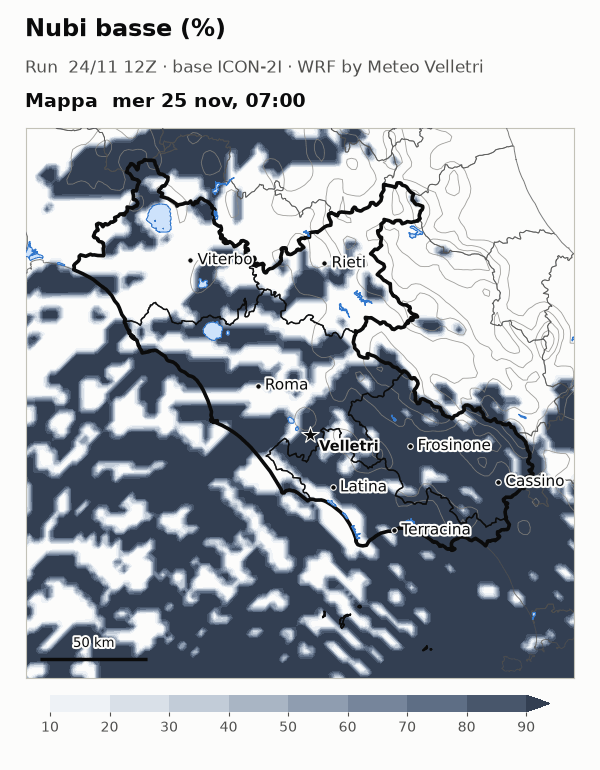 Nubi basse (%)
Run 24/11 12Z · base ICON-2I · WRF by Meteo Velletri
Mappa mer 25 nov, 07:00
Viterbo
Rieti
Roma
Velletri
Frosinone
Cassino
Latina
Terracina
50 km
10 20 30 40 50 60 70 80 90